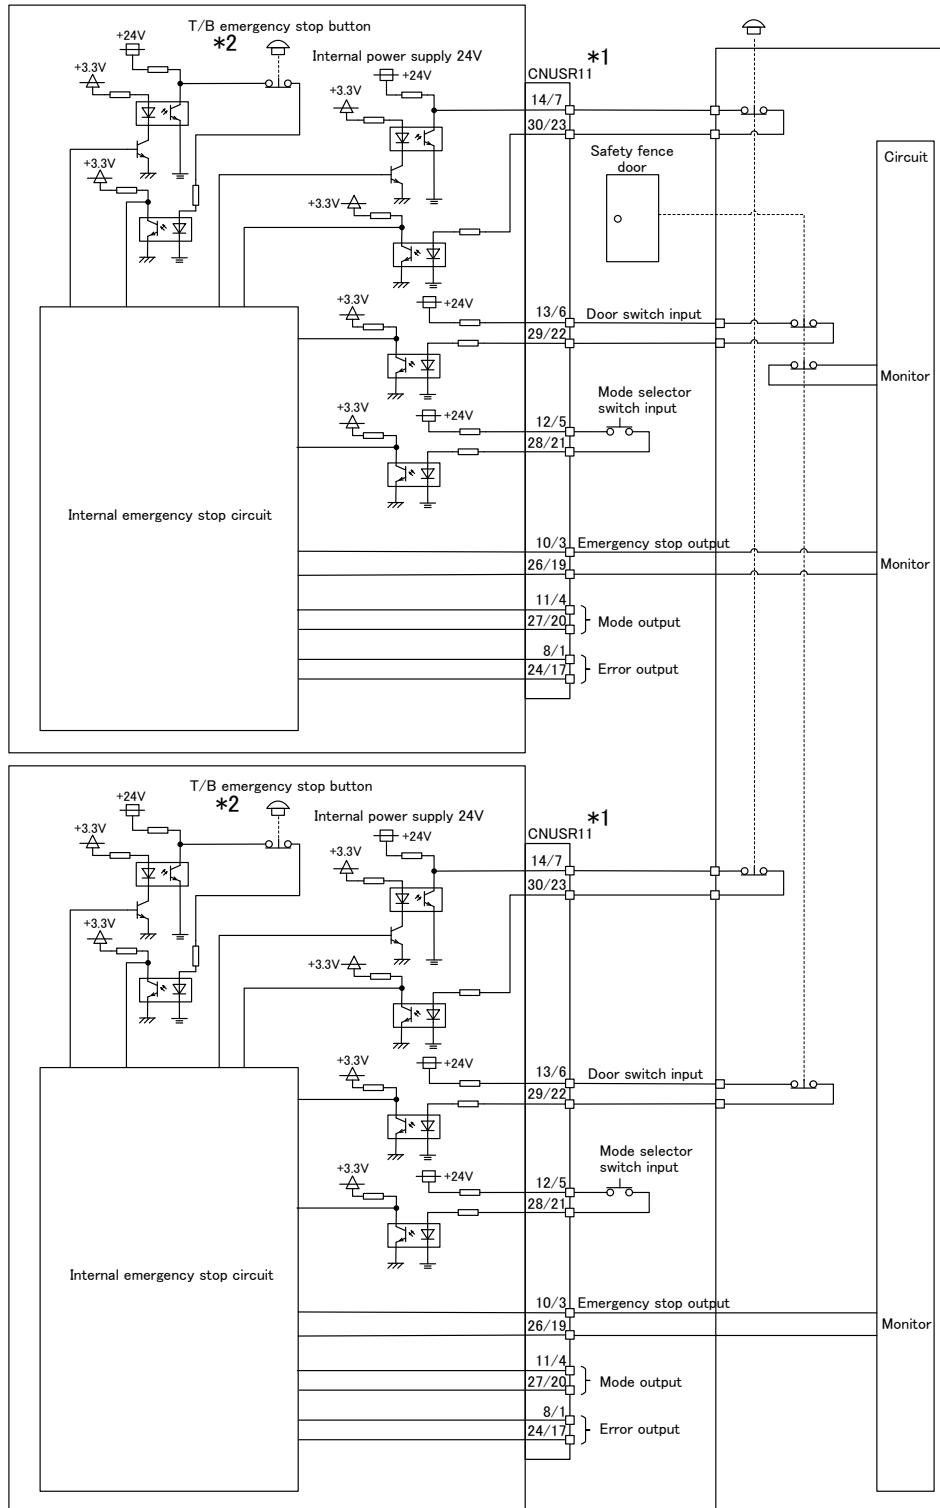 T/B emergency stop button
+24V
*2
Internal power supply 24V
*1
+3.3V
+24V
CNUSR11
+3.3V
14/7
30/23
+3.3V
Safety fence
door
Circuit
+3.3V
+3.3V
+24V
13/6
Door switch input
29/22
Monitor
Mode selector
switch input
+3.3V
+24V
12/5
28/21
Internal emergency stop circuit
10/3
Emergency stop output
26/19
Monitor
11/4
27/20
Mode output
8/1
24/17
Error output
T/B emergency stop button
+24V
*2
Internal power supply 24V
*1
+3.3V
+24V
CNUSR11
+3.3V
14/7
30/23
+3.3V
+3.3V
+3.3V
+24V
13/6
Door switch input
29/22
Mode selector
switch input
+3.3V
+24V
12/5
28/21
Internal emergency stop circuit
10/3
Emergency stop output
26/19
Monitor
11/4
27/20
Mode output
8/1
24/17
Error output